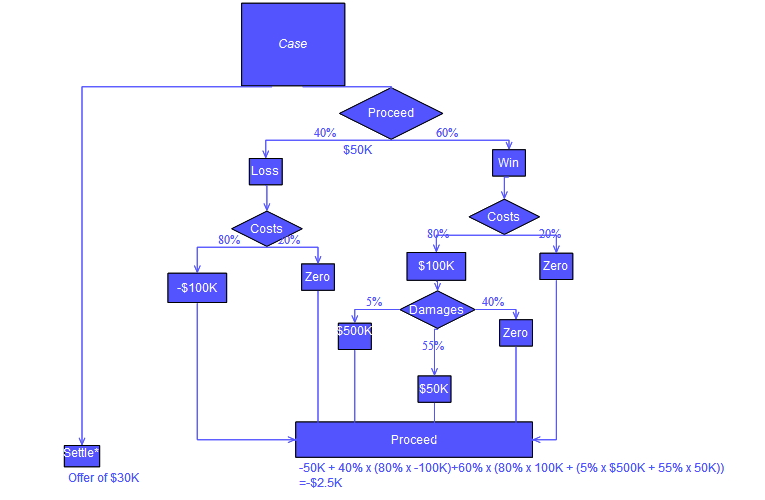 Case
Proceed
40%
60%
$50K
Loss
Win
Costs
Costs
80%
20%
80%
20%
-$100K
Zero
$100K
Zero
5%
Damages
40%
$500K
Zero
55%
$50K
Proceed
Settle*
Offer of $30K
-50K + 40% x (80% x -100K)+60% x (80% x 100K + (5% x $500K + 55% x 50K))
=-$2.5K